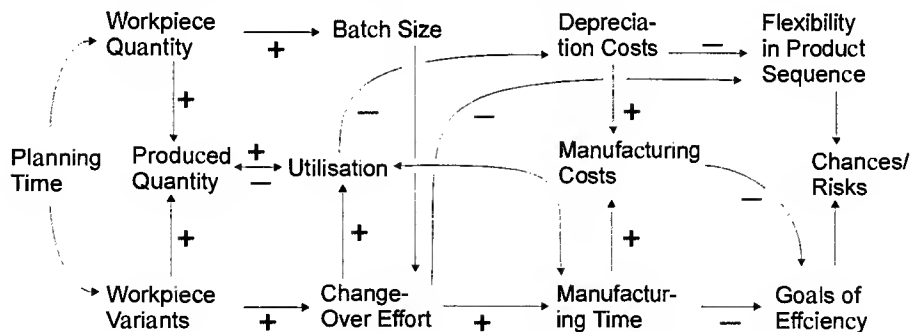 Workpiece
Quantity
+
Batch Size
Deprecia-
tion Costs
−
Flexibility
in Product
Sequence
+
−
−
+
Planning
Time
Produced
Quantity
+
−
Utilisation
Manufacturing
Costs
Chances/
Risks
−
+
+
+
Workpiece
Variants
+
Change-
Over Effort
+
Manufactur-
ing Time
−
Goals of
Effciency